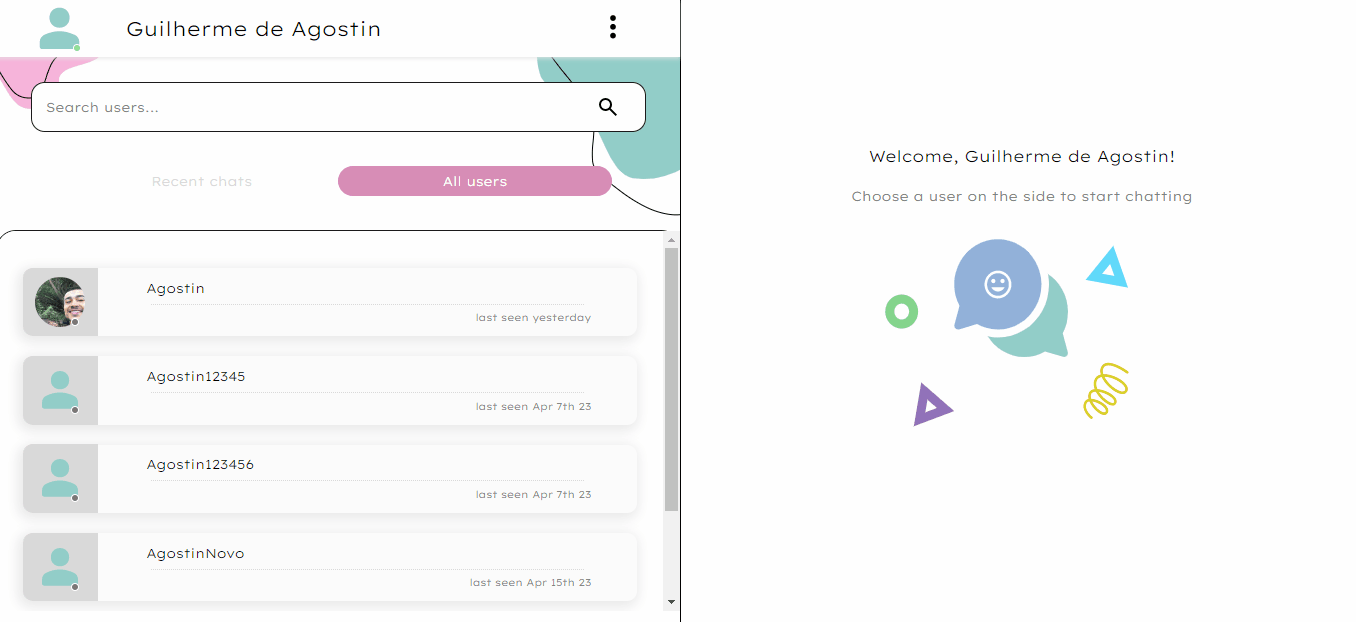 Guilherme de Agostin
Search users...
Recent chats
All users
Agostin
last seen yesterday
Agostin12345
last seen Apr 7th 23
Agostin123456
last seen Apr 7th 23
AgostinNovo
last seen Apr 15th 23
Welcome, Guilherme de Agostin!
Choose a user on the side to start chatting